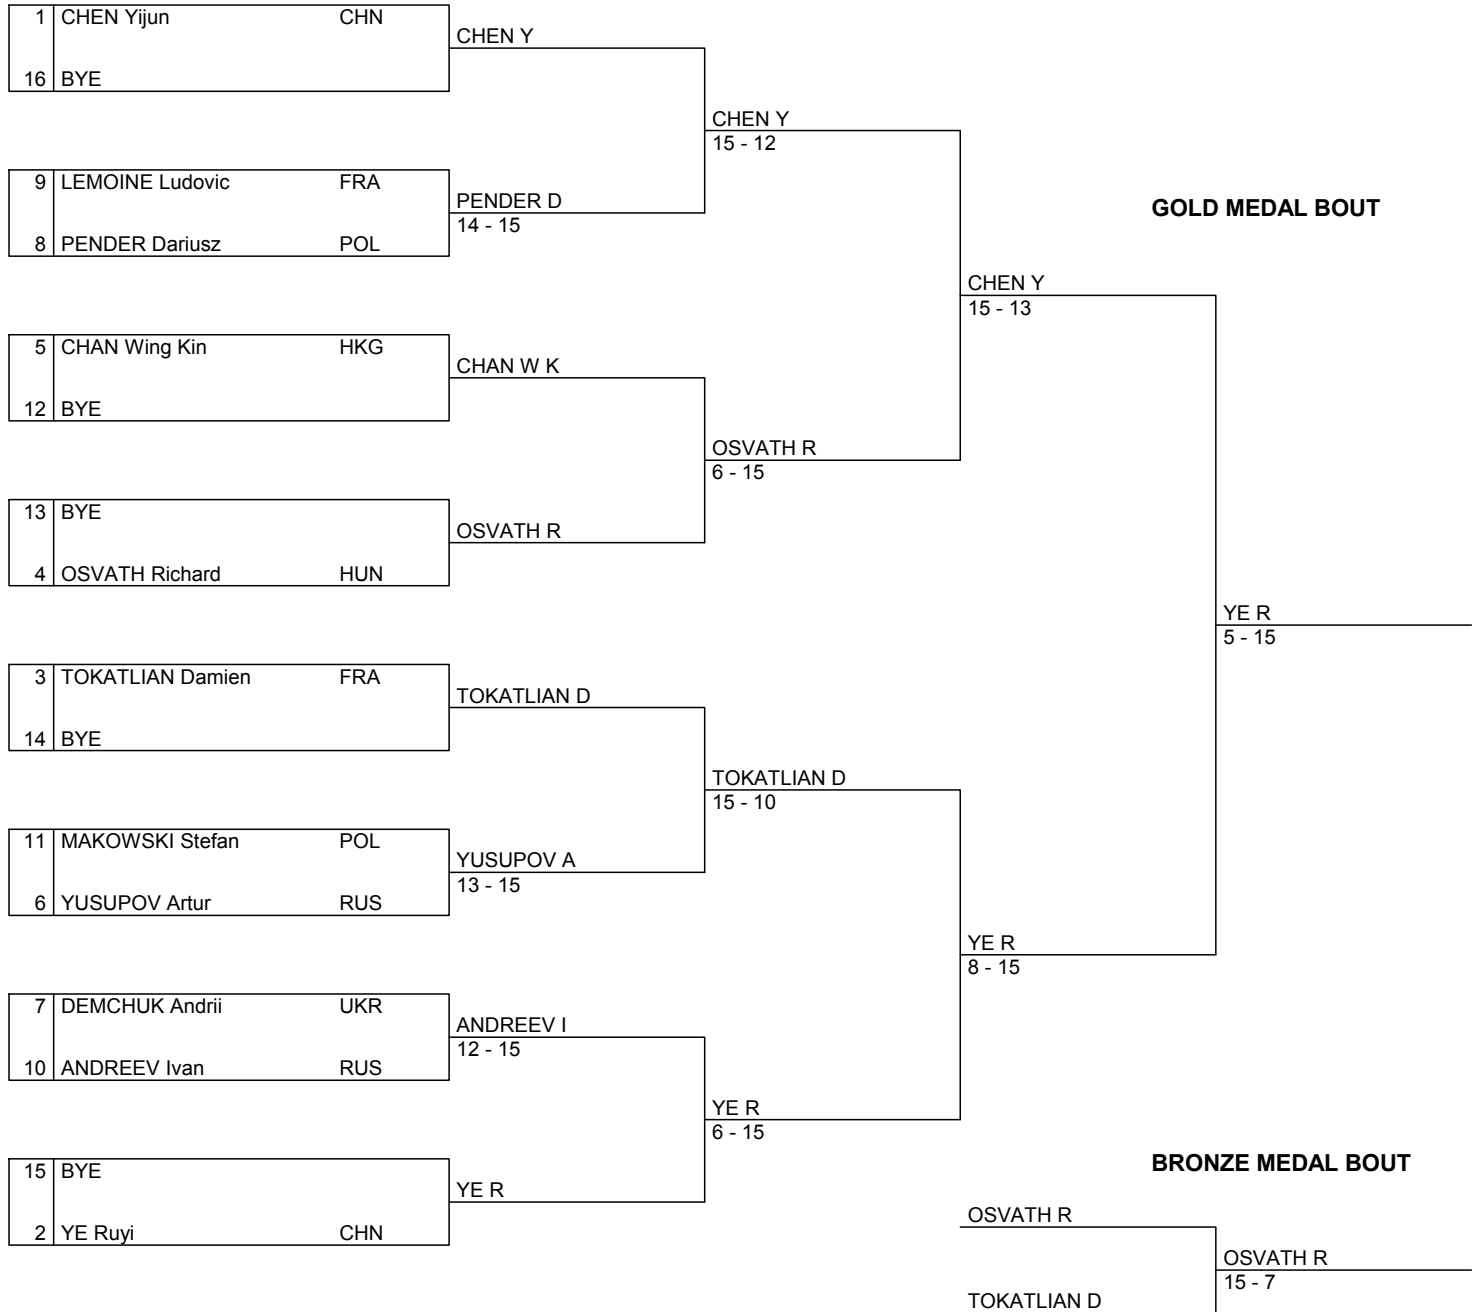 1 CHEN Yijun CHN
CHEN Y
16 BYE
CHEN Y
15 - 12
9 LEMOINE Ludovic FRA
PENDER D
14 - 15
8 PENDER Dariusz POL
GOLD MEDAL BOUT
CHEN Y
15 - 13
5 CHAN Wing Kin HKG
CHAN W K
12 BYE
OSVATH R
6 - 15
13 BYE
OSVATH R
4 OSVATH Richard HUN
YE R
5 - 15
3 TOKATLIAN Damien FRA
TOKATLIAN D
14 BYE
TOKATLIAN D
15 - 10
11 MAKOWSKI Stefan POL
YUSUPOV A
13 - 15
6 YUSUPOV Artur RUS
YE R
8 - 15
7 DEMCHUK Andrii UKR
ANDREEV I
12 - 15
10 ANDREEV Ivan RUS
YE R
6 - 15
15 BYE
YE R
2 YE Ruyi CHN
BRONZE MEDAL BOUT
OSVATH R
OSVATH R
15 - 7
TOKATLIAN D